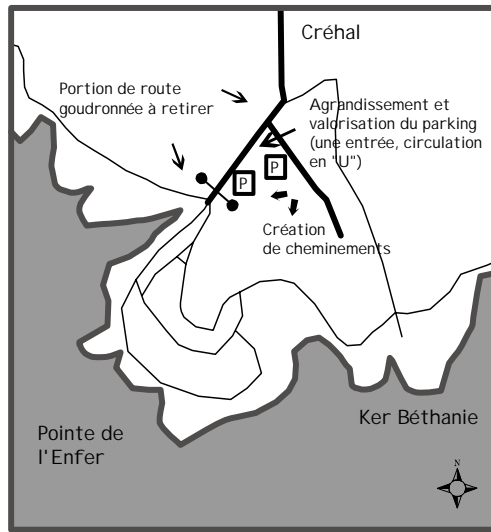 Créhal
Portion de route
goudronnée à retirer
Agrandissement et
valorisation du parking
(une entrée, circulation
en "U")
P
P
Création
de cheminements
Ker Béthanie
Pointe de
l'Enfer
N